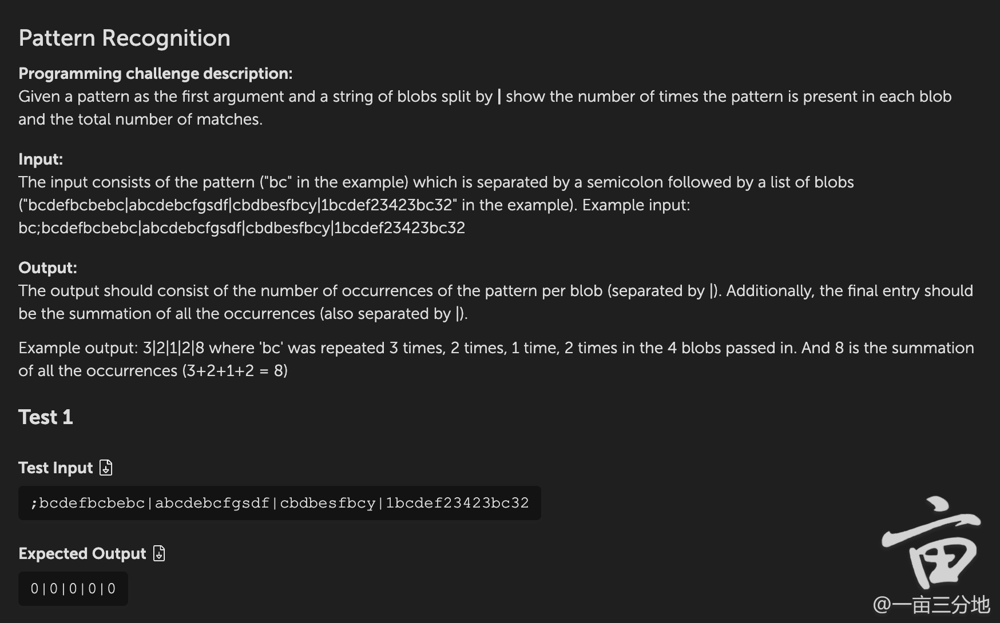 Pattern Recognition
Programming challenge description:
Given a pattern as the first argument and a string of blobs split by | show the number of times the pattern is present in each blob
and the total number of matches.
Input:
The input consists of the pattern ("bc" in the example) which is separated by a semicolon followed by a list of blobs
("bcdefbcbebc|abcdebcfgsdf|cbdbesfbcy|1bcdef23423bc32" in the example). Example input:
bc;bcdefbcbebc|abcdebcfgsdf|cbdbesfbcy|1bcdef23423bc32
Output:
The output should consist of the number of occurrences of the pattern per blob (separated by |). Additionally, the final entry should
be the summation of all the occurrences (also separated by |).
Example output: 3|2|1|2|8 where 'bc' was repeated 3 times, 2 times, 1 time, 2 times in the 4 blobs passed in. And 8 is the summation
of all the occurrences (3+2+1+2 = 8)
Test 1
Test Input
;bcdefbcbebc|abcdebcfgsdf|cbdbesfbcy|1bcdef23423bc32
Expected Output
0|0|0|0|0
亩
@一亩三分地